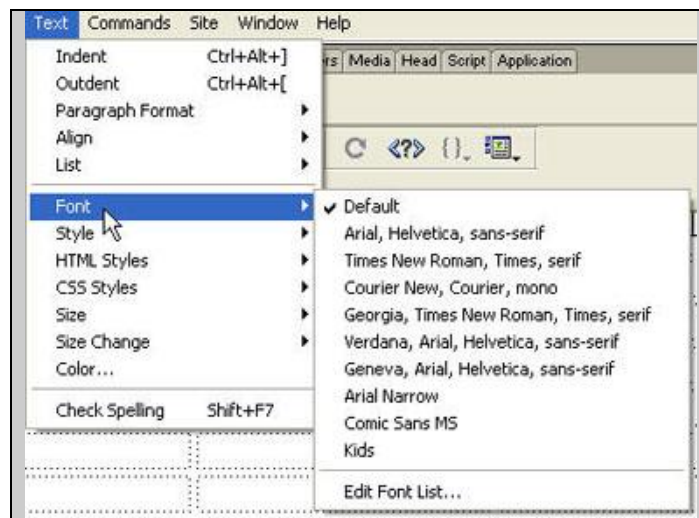 Text Commands Site Window Help
Indent Ctrl+Alt+]
Outdent Ctrl+Alt+[
Paragraph Format
Align
List
Font
Style
HTML Styles
CSS Styles
Size
Size Change
Color...
Check Spelling Shift+F7
Media Head Script Application
<?> {}
Default
Arial, Helvetica, sans-serif
Times New Roman, Times, serif
Courier New, Courier, mono
Georgia, Times New Roman, Times, serif
Verdana, Arial, Helvetica, sans-serif
Geneva, Arial, Helvetica, sans-serif
Arial Narrow
Comic Sans MS
Kids
Edit Font List...